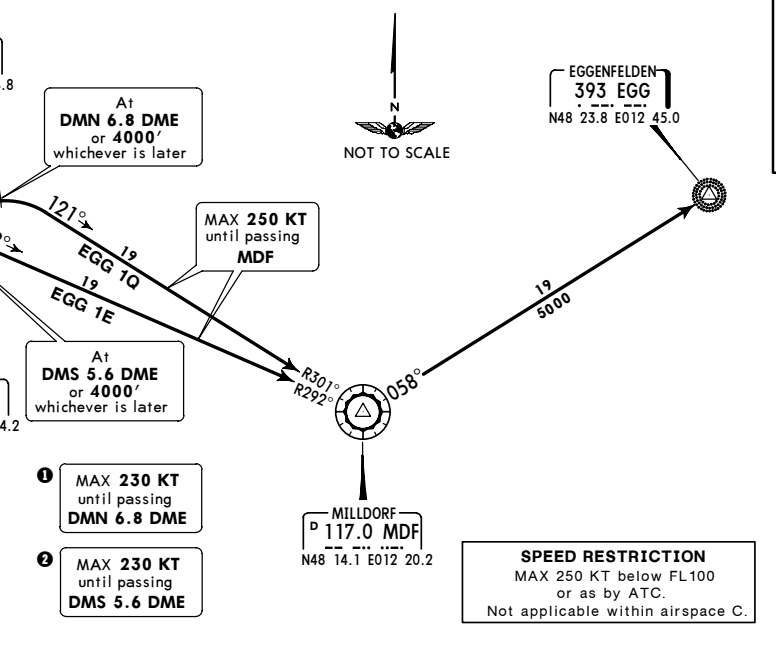 .8
At
DMN 6.8 DME
or 4000′
whichever is later
N
NOT TO SCALE
EGGENFELDEN
393 EGG
N48 23.8 E012 45.0
121°
19
EGG 1Q
MAX 250 KT
until passing
MDF
°
19
EGG 1E
19
5000
At
DMS 5.6 DME
or 4000′
whichever is later
R301°
R292°
058°
4.2
❶ MAX 230 KT
until passing
DMN 6.8 DME
MILLDORF
D 117.0 MDF
N48 14.1 E012 20.2
❷ MAX 230 KT
until passing
DMS 5.6 DME
SPEED RESTRICTION
MAX 250 KT below FL100
or as by ATC.
Not applicable within airspace C.